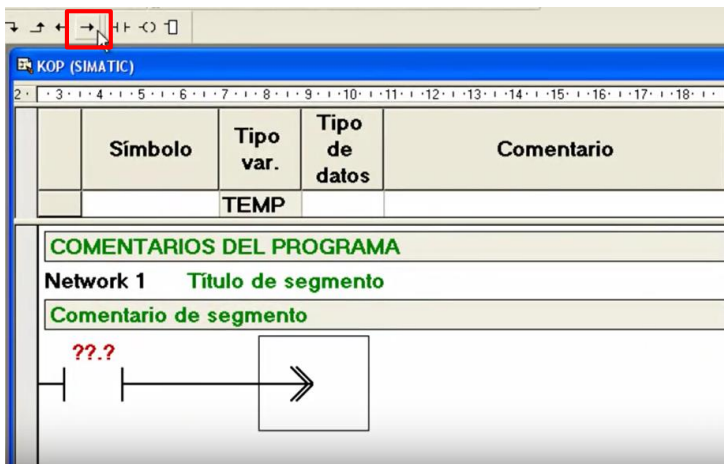 KOP (SIMATIC)
2 · · 3 · · 4 · · 5 · · 6 · · 7 · · 8 · · 9 · · 10 · · 11 · · 12 · · 13 · · 14 · · 15 · · 16 · · 17 · · 18 ·
Símbolo Tipo var. Tipo de datos Comentario
TEMP
COMENTARIOS DEL PROGRAMA
Network 1 Título de segmento
Comentario de segmento
??.?